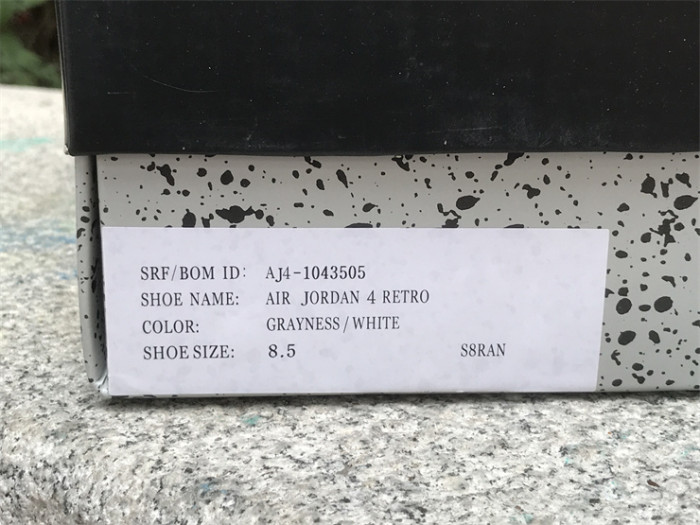 SRF/BOM ID: AJ4-1043505
SHOE NAME: AIR JORDAN 4 RETRO
COLOR: GRAYNESS/WHITE
SHOE SIZE: 8.5 S8RAN